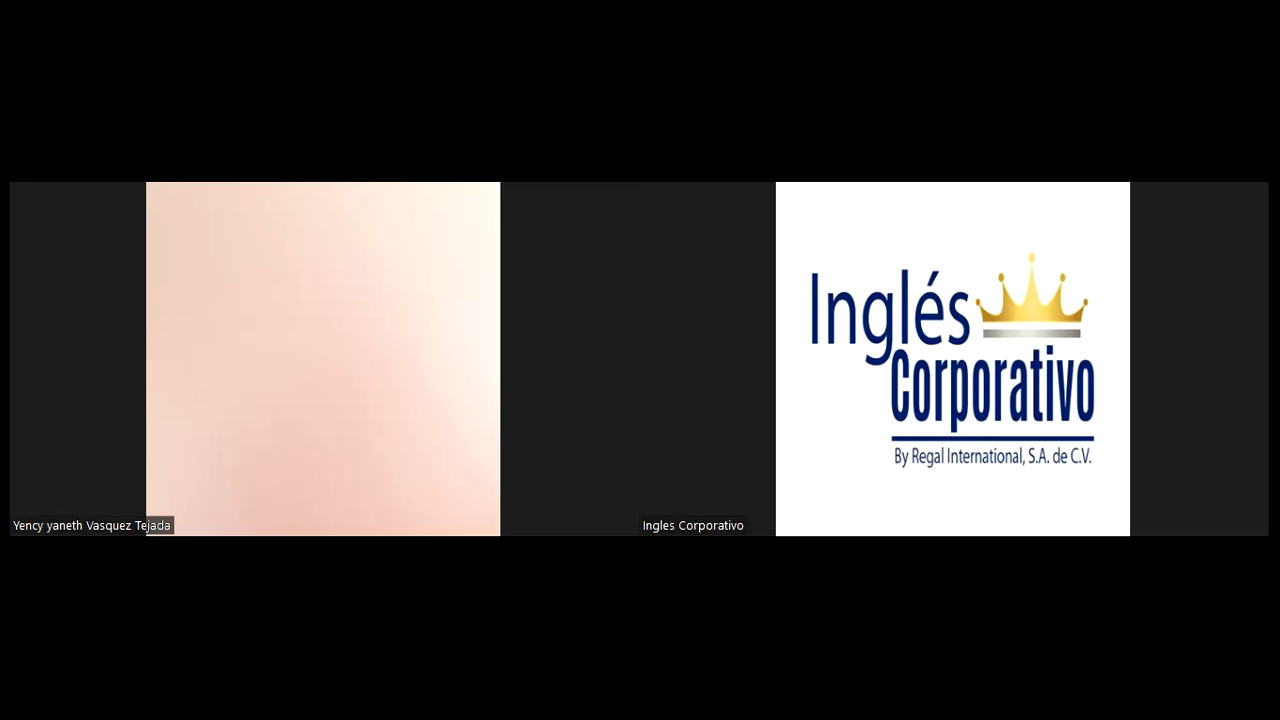 Inglés
Corporativo
By Regal International, S.A. de C.V.
Yency yaneth Vasquez Tejada
Ingles Corporativo